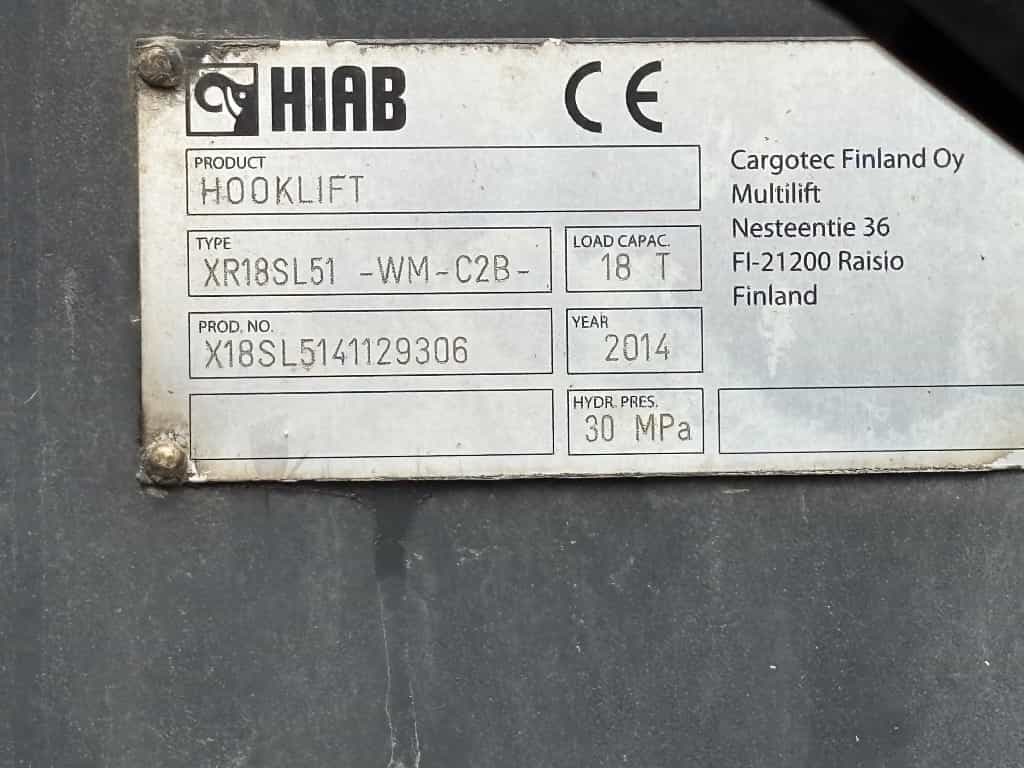 HIAB CE
PRODUCT
HOOKLIFT
TYPE
XR18SL51 -WM-C2B-
LOAD CAPAC.
18 T
PROD. NO.
X18SL5141129306
YEAR
2014
HYDR. PRES.
30 MPa
Cargotec Finland Oy
Multilift
Nesteentie 36
FI-21200 Raisio
Finland